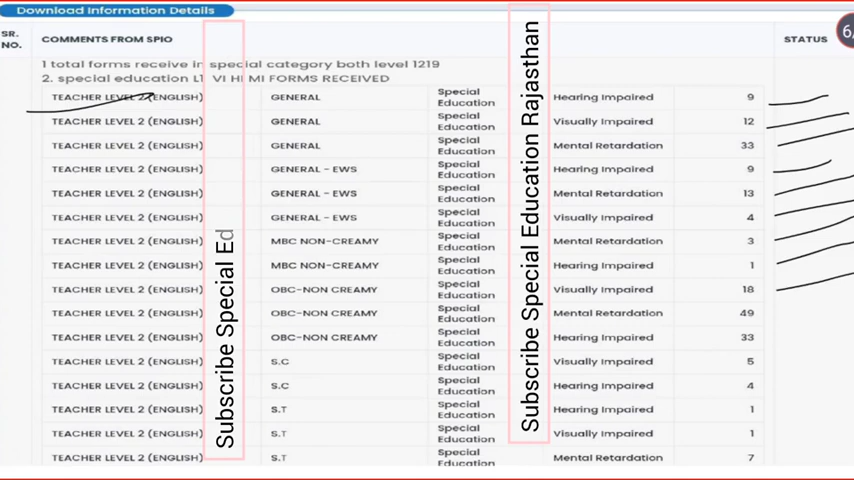 Download Information Details
SR. NO. COMMENTS FROM SPIO STATUS
6/
1 total forms receive in special category both level 1219
2. special education L1 VI HI MI FORMS RECEIVED
TEACHER LEVEL 2 (ENGLISH) GENERAL Special Education Hearing Impaired 9
TEACHER LEVEL 2 (ENGLISH) GENERAL Special Education Visually Impaired 12
TEACHER LEVEL 2 (ENGLISH) GENERAL Special Education Mental Retardation 33
TEACHER LEVEL 2 (ENGLISH) GENERAL - EWS Special Education Hearing Impaired 9
TEACHER LEVEL 2 (ENGLISH) GENERAL - EWS Special Education Mental Retardation 13
TEACHER LEVEL 2 (ENGLISH) GENERAL - EWS Special Education Visually Impaired 4
TEACHER LEVEL 2 (ENGLISH) MBC NON-CREAMY Special Education Mental Retardation 3
TEACHER LEVEL 2 (ENGLISH) MBC NON-CREAMY Special Education Hearing Impaired 1
TEACHER LEVEL 2 (ENGLISH) OBC-NON CREAMY Special Education Visually Impaired 18
TEACHER LEVEL 2 (ENGLISH) OBC-NON CREAMY Special Education Mental Retardation 49
TEACHER LEVEL 2 (ENGLISH) OBC-NON CREAMY Special Education Hearing Impaired 33
TEACHER LEVEL 2 (ENGLISH) S.C Special Education Visually Impaired 5
TEACHER LEVEL 2 (ENGLISH) S.C Special Education Hearing Impaired 4
TEACHER LEVEL 2 (ENGLISH) S.T Special Education Hearing Impaired 1
TEACHER LEVEL 2 (ENGLISH) S.T Special Education Visually Impaired 1
TEACHER LEVEL 2 (ENGLISH) S.T Special Education Mental Retardation 7
Subscribe Special Ed
Subscribe Special Education Rajasthan